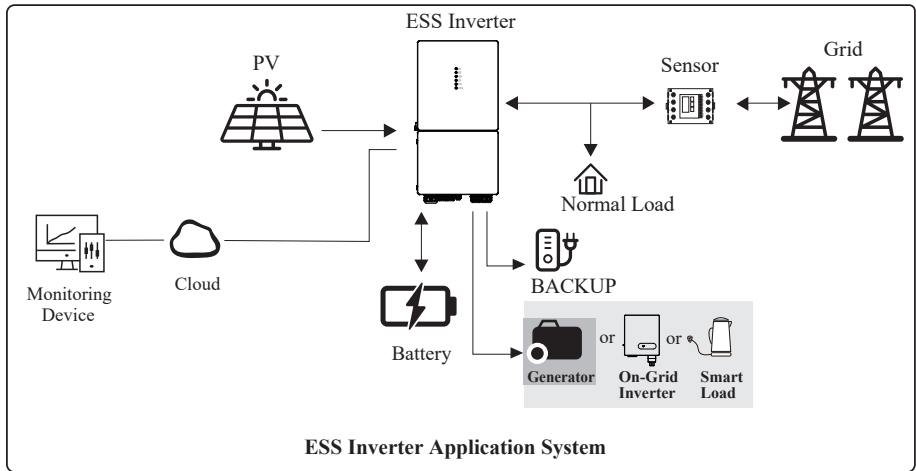 ESS Inverter
PV
Sensor
Grid
Normal Load
Monitoring
Device
Cloud
BACKUP
Battery
or
or
Generator
On-Grid
Inverter
Smart
Load
ESS Inverter Application System